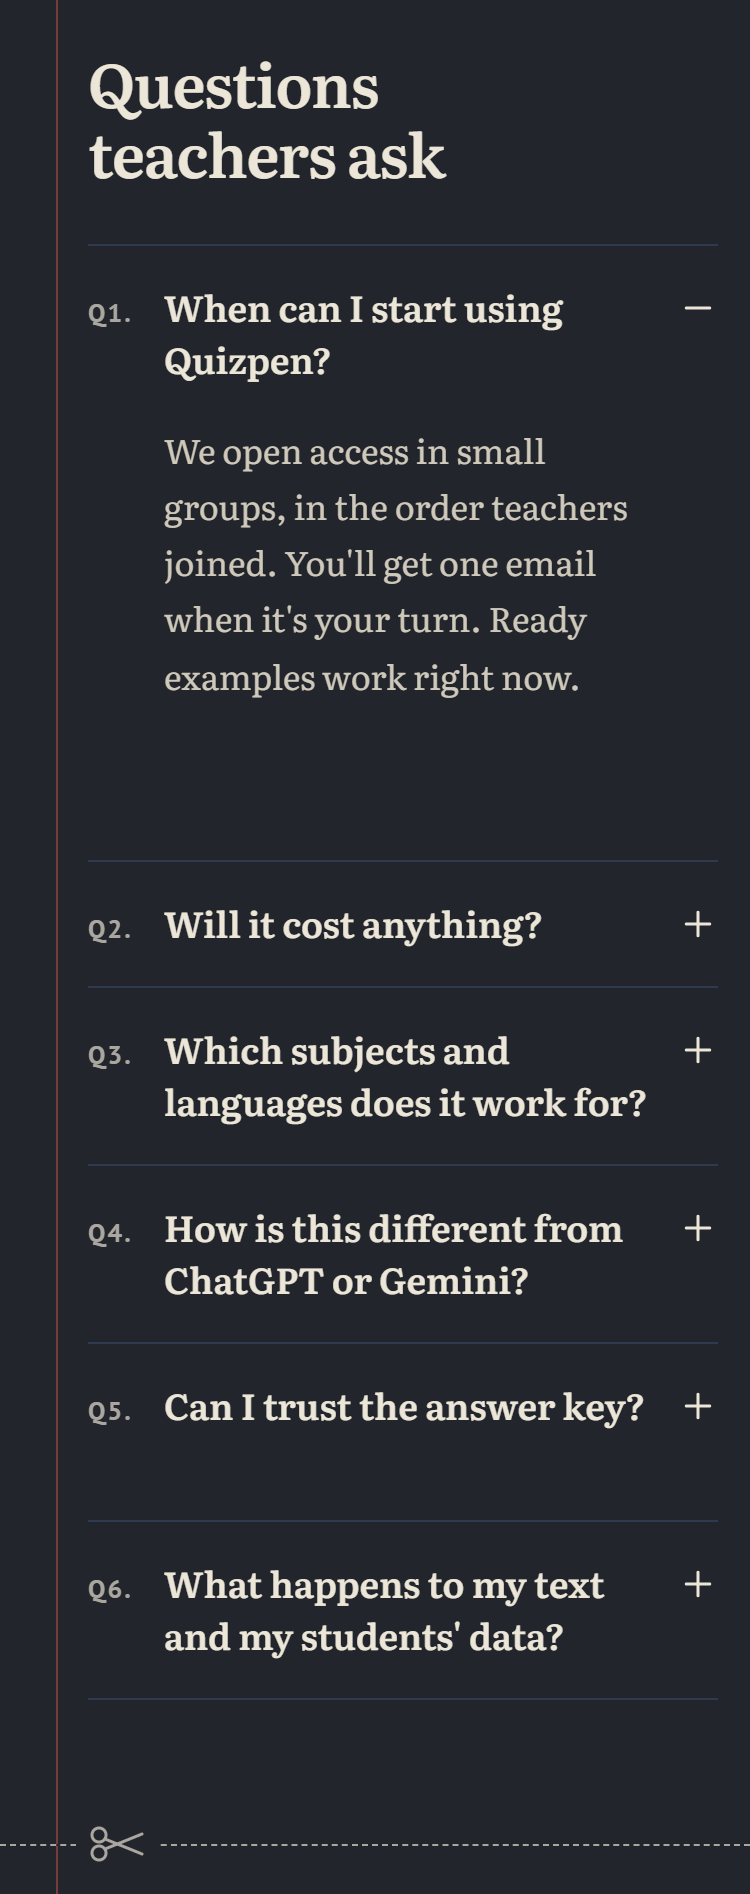 Questions
teachers ask
Q1. When can I start using
Quizpen?
We open access in small
groups, in the order teachers
joined. You'll get one email
when it's your turn. Ready
examples work right now.
Q2. Will it cost anything?
Q3. Which subjects and
languages does it work for?
Q4. How is this different from
ChatGPT or Gemini?
Q5. Can I trust the answer key?
Q6. What happens to my text
and my students' data?